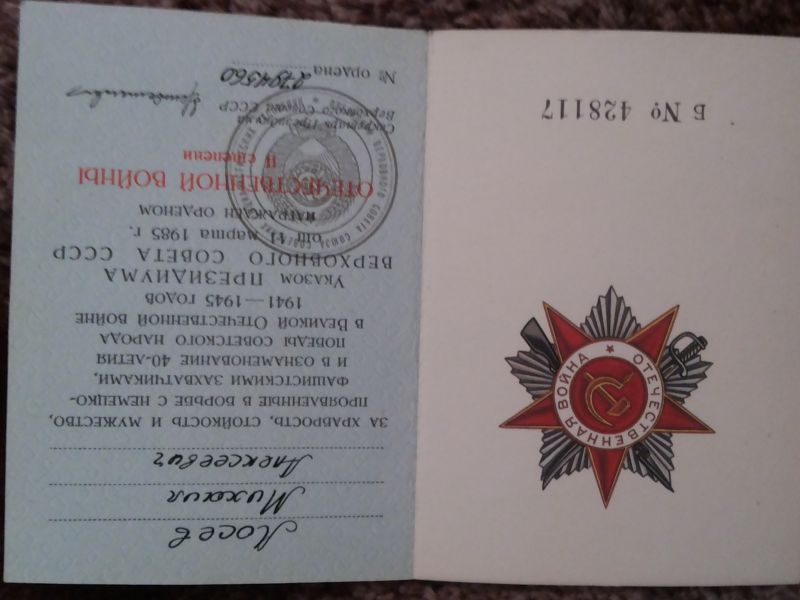 Лосев
Михаил
Алексеевич
ЗА ХРАБРОСТЬ, СТОЙКОСТЬ И МУЖЕСТВО,
ПРОЯВЛЕННЫЕ В БОРЬБЕ С НЕМЕЦКО-
ФАШИСТСКИМИ ЗАХВАТЧИКАМИ,
И В ОЗНАМЕНОВАНИЕ 40-ЛЕТИЯ
ПОБЕДЫ СОВЕТСКОГО НАРОДА
В ВЕЛИКОЙ ОТЕЧЕСТВЕННОЙ ВОЙНЕ
1941—1945 ГОДОВ
УКАЗОМ ПРЕЗИДИУМА
ВЕРХОВНОГО СОВЕТА СССР
от 11 марта 1985 г.
НАГРАЖДЕН ОРДЕНОМ
ОТЕЧЕСТВЕННОЙ ВОЙНЫ
II степени
Секретарь Президиума
Верховного Совета СССР
№ ордена
ОТЕЧЕСТВЕННАЯ ВОЙНА
Б № 428117